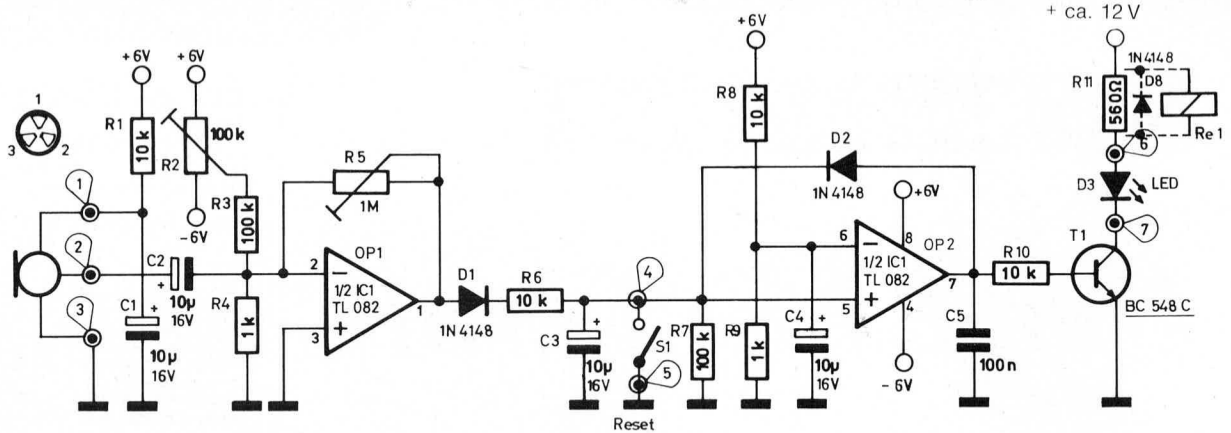 + ca. 12 V
+6V
+6V
+6V
1
3
2
R1
10 k
R2
100k
-6V
R3
100 k
R5
1M
1
2
3
C2
+
10µ
16V
C1
+
10µ
16V
R4
1 k
2
−
OP1
1/2 IC1
TL 082
3
+
1
D1
1N 4148
R6
10 k
C3
+
10µ
16V
4
S1
5
Reset
R7
100 k
R8
10 k
R9
1 k
C4
+
10µ
16V
D2
1N 4148
+6V
8
6
−
OP2
1/2 IC1
TL 082
5
+
7
4
- 6V
C5
100n
R10
10 k
T1
BC 548 C
R11
560Ω
1N4148
D8
Re 1
6
D3
LED
7